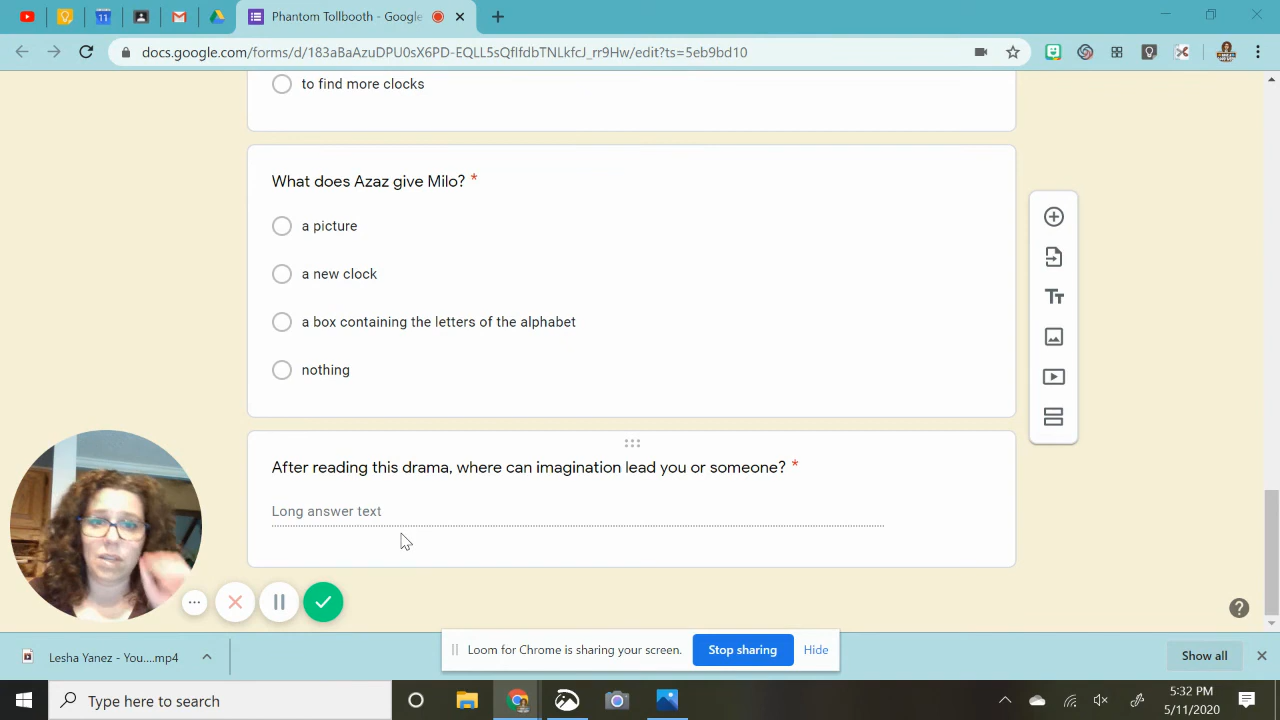 Phantom Tollbooth - Google
docs.google.com/forms/d/183aBaAzuDPU0sX6PD-EQLL5sQflfdbTNLkfcJ_rr9Hw/edit?ts=5eb9bd10
to find more clocks
What does Azaz give Milo? *
a picture
a new clock
a box containing the letters of the alphabet
nothing
After reading this drama, where can imagination lead you or someone? *
Long answer text
Loom for Chrome is sharing your screen.
Stop sharing
Hide
Lesha Yanez - You....mp4
Show all
Type here to search
5:32 PM
5/11/2020